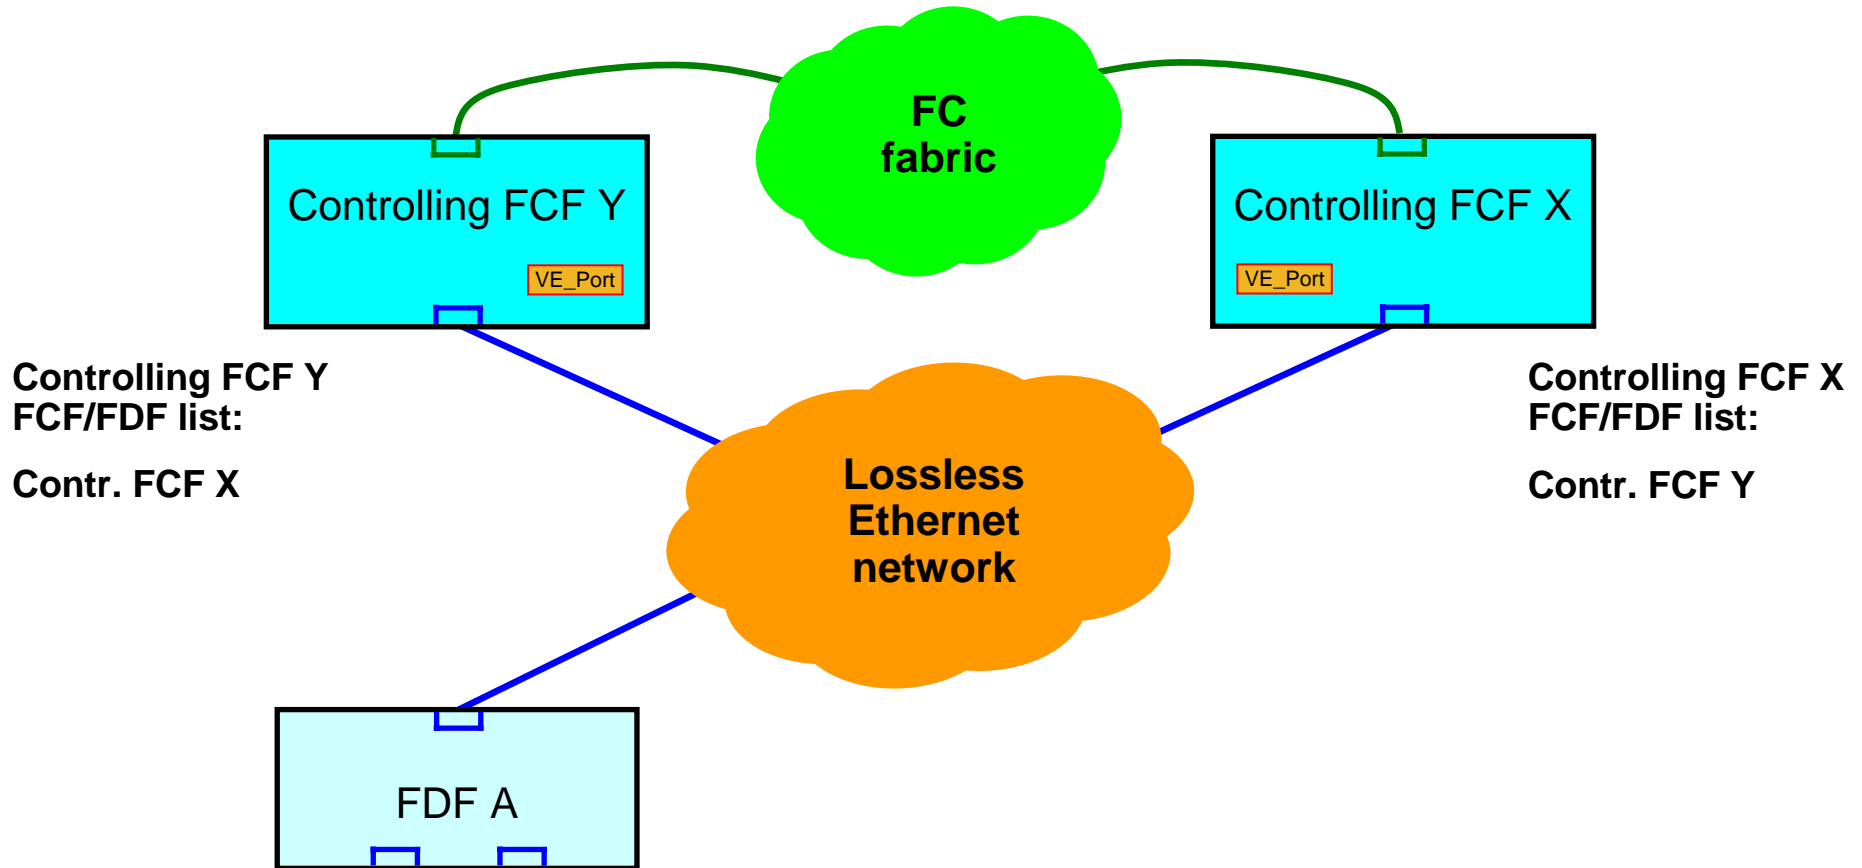 FC
fabric
Controlling FCF Y
Controlling FCF X
VE_Port
VE_Port
Controlling FCF Y
FCF/FDF list:
Contr. FCF X
Controlling FCF X
FCF/FDF list:
Contr. FCF Y
Lossless
Ethernet
network
FDF A